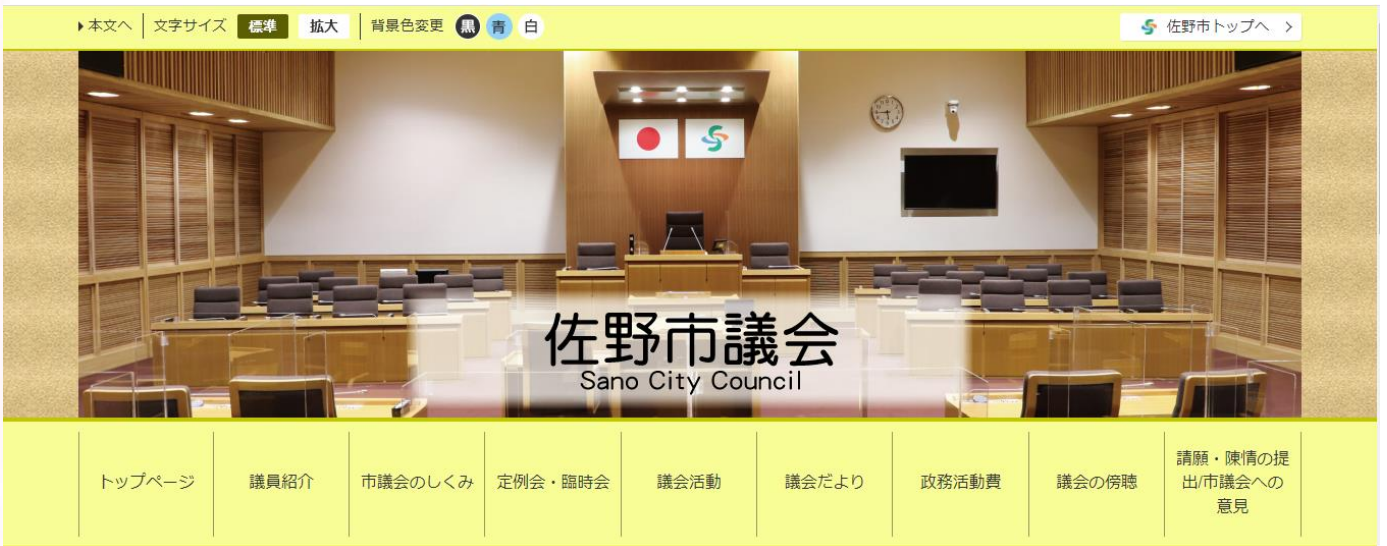 本文へ
文字サイズ 標準 拡大
背景色変更 黒 青 白
佐野市トップへ
佐野市議会
Sano City Council
トップページ
議員紹介
市議会のしくみ
定例会・臨時会
議会活動
議会だより
政務活動費
議会の傍聴
請願・陳情の提
出/市議会への
意見